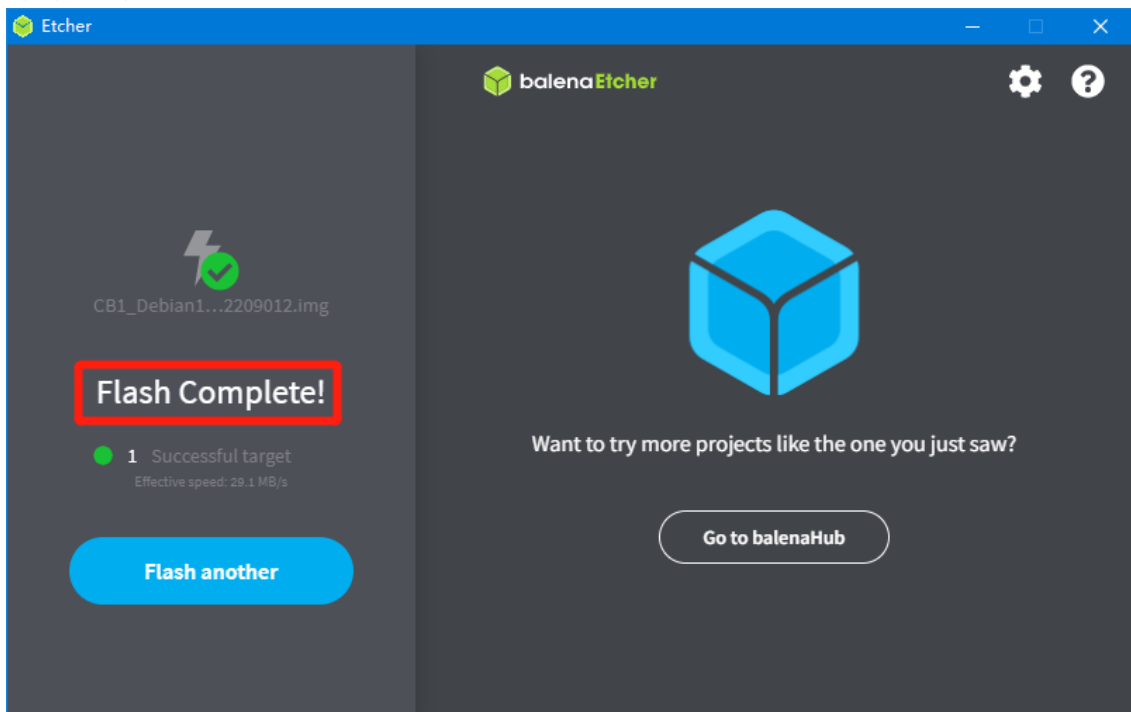 Etcher
balenaEtcher
CB1_Debian1...2209012.img
Flash Complete!
1 Successful target
Effective speed: 29.1 MB/s
Flash another
Want to try more projects like the one you just saw?
Go to balenaHub